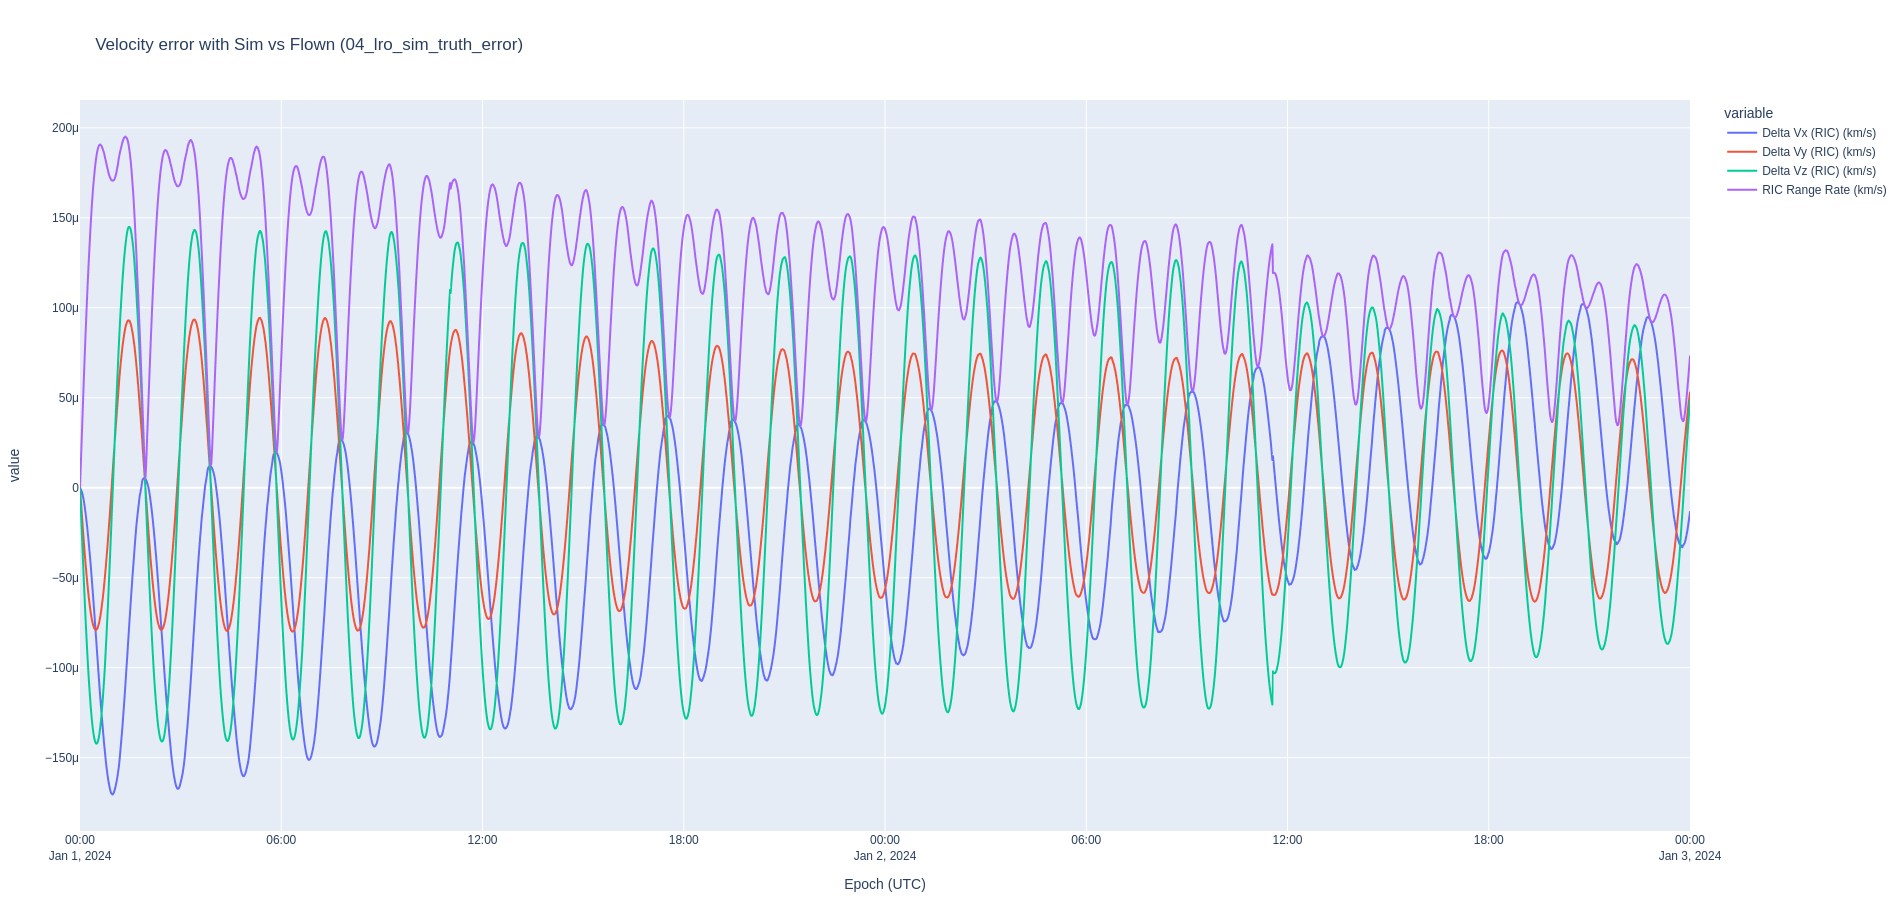 Velocity error with Sim vs Flown (04_lro_sim_truth_error)
variable
Delta Vx (RIC) (km/s)
Delta Vy (RIC) (km/s)
Delta Vz (RIC) (km/s)
RIC Range Rate (km/s)
value
200μ
150μ
100μ
50μ
0
−50μ
−100μ
−150μ
00:00 06:00 12:00 18:00 00:00 06:00 12:00 18:00 00:00
Jan 1, 2024 Jan 2, 2024 Jan 3, 2024
Epoch (UTC)